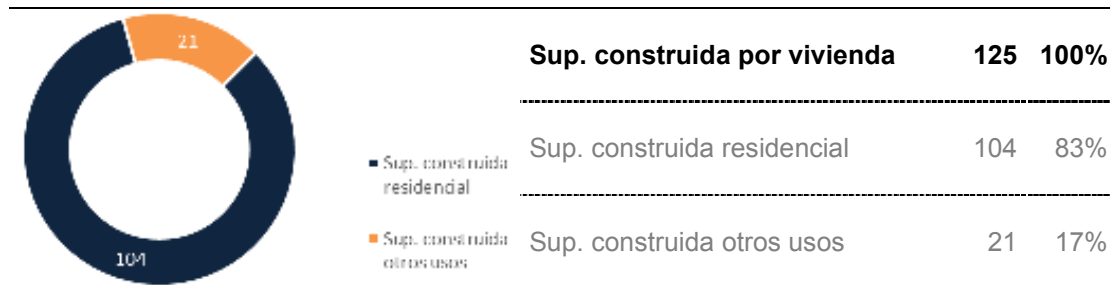 21
104
Sup. construida
residencial
Sup. construida
otros usos
Sup. construida por vivienda 125 100%
Sup. construida residencial 104 83%
Sup. construida otros usos 21 17%